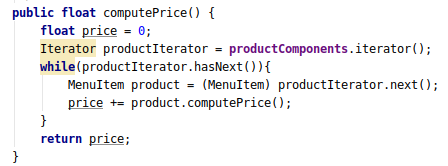 public float computePrice() {
    float price = 0;
    Iterator productIterator = productComponents.iterator();
    while(productIterator.hasNext()){
        MenuItem product = (MenuItem) productIterator.next();
        price += product.computePrice();
    }
    return price;
}